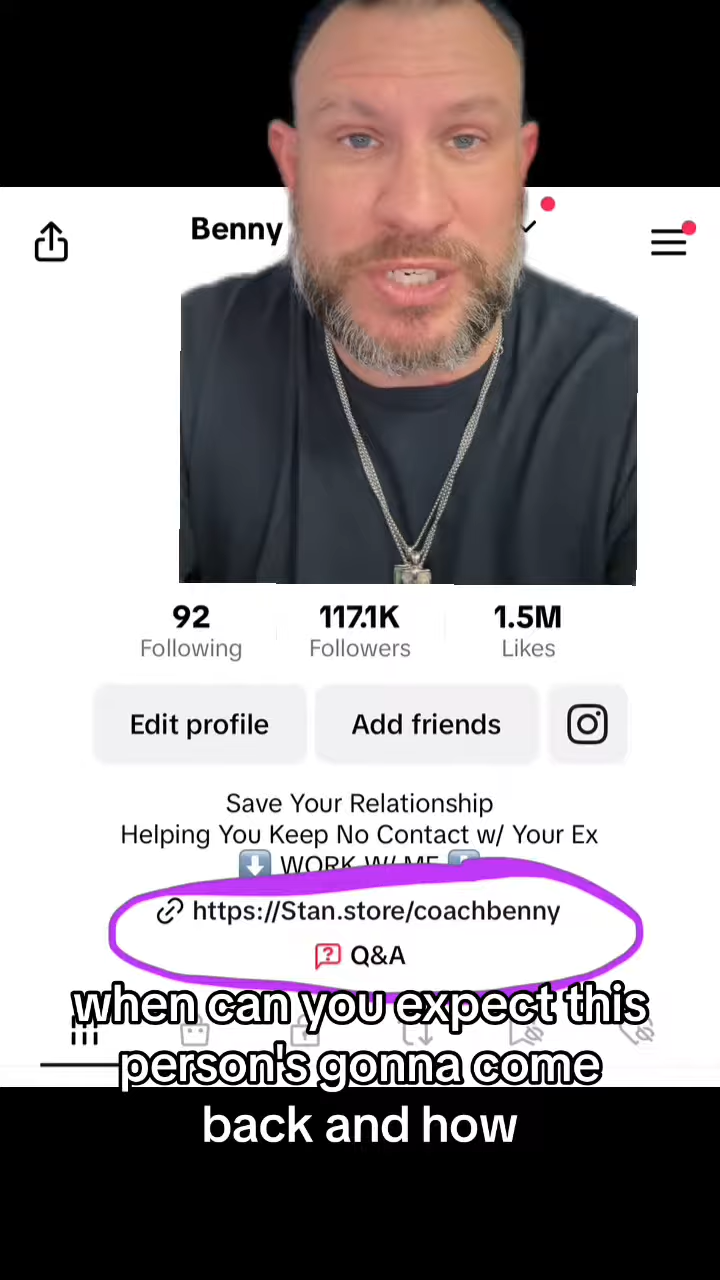 Benny
92
117.1K
1.5M
Following
Followers
Likes
Edit profile
Add friends
Save Your Relationship
Helping You Keep No Contact w/ Your Ex
⬇️ WORK W/ ME ⬇️
https://Stan.store/coachbenny
Q&A
when can you expect this
person's gonna come
back and how